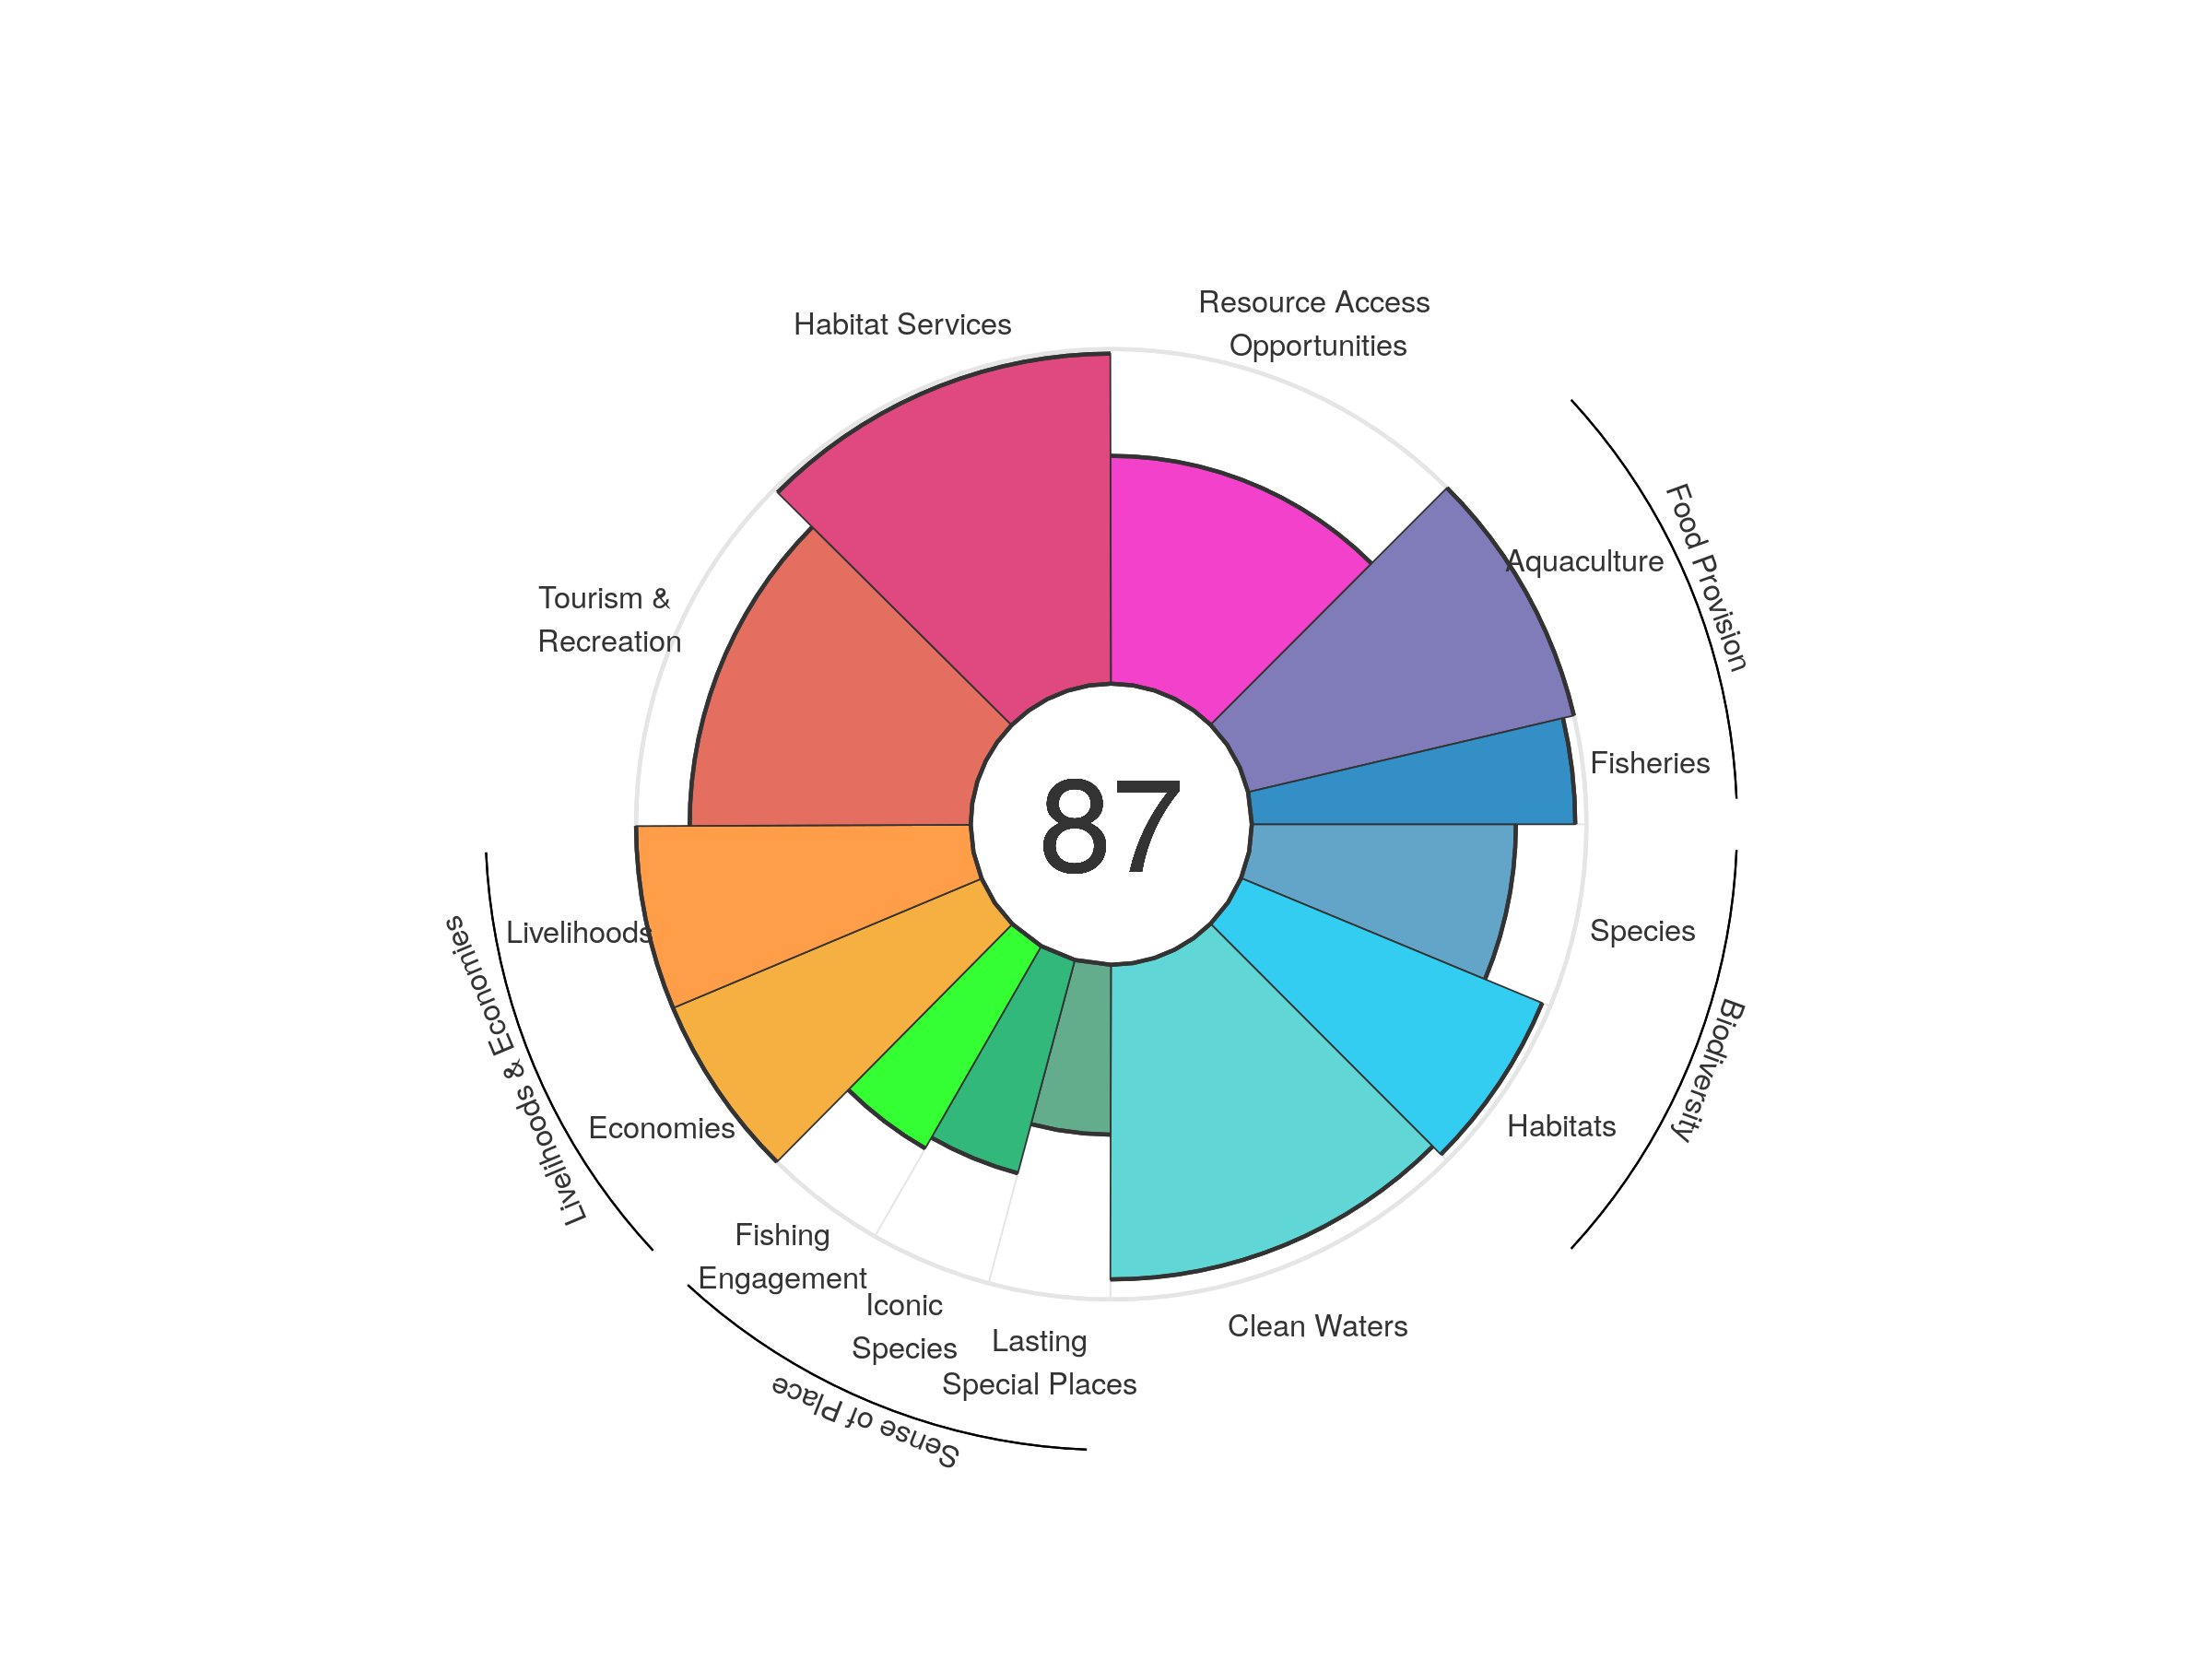 Resource Access
Opportunities
Habitat Services
Food Provision
Aquaculture
Tourism &
Recreation
Fisheries
87
Species
Livelihoods
Biodiversity
Livelihoods & Economies
Habitats
Economies
Fishing
Engagement
Iconic
Species
Lasting
Special Places
Clean Waters
Sense of Place